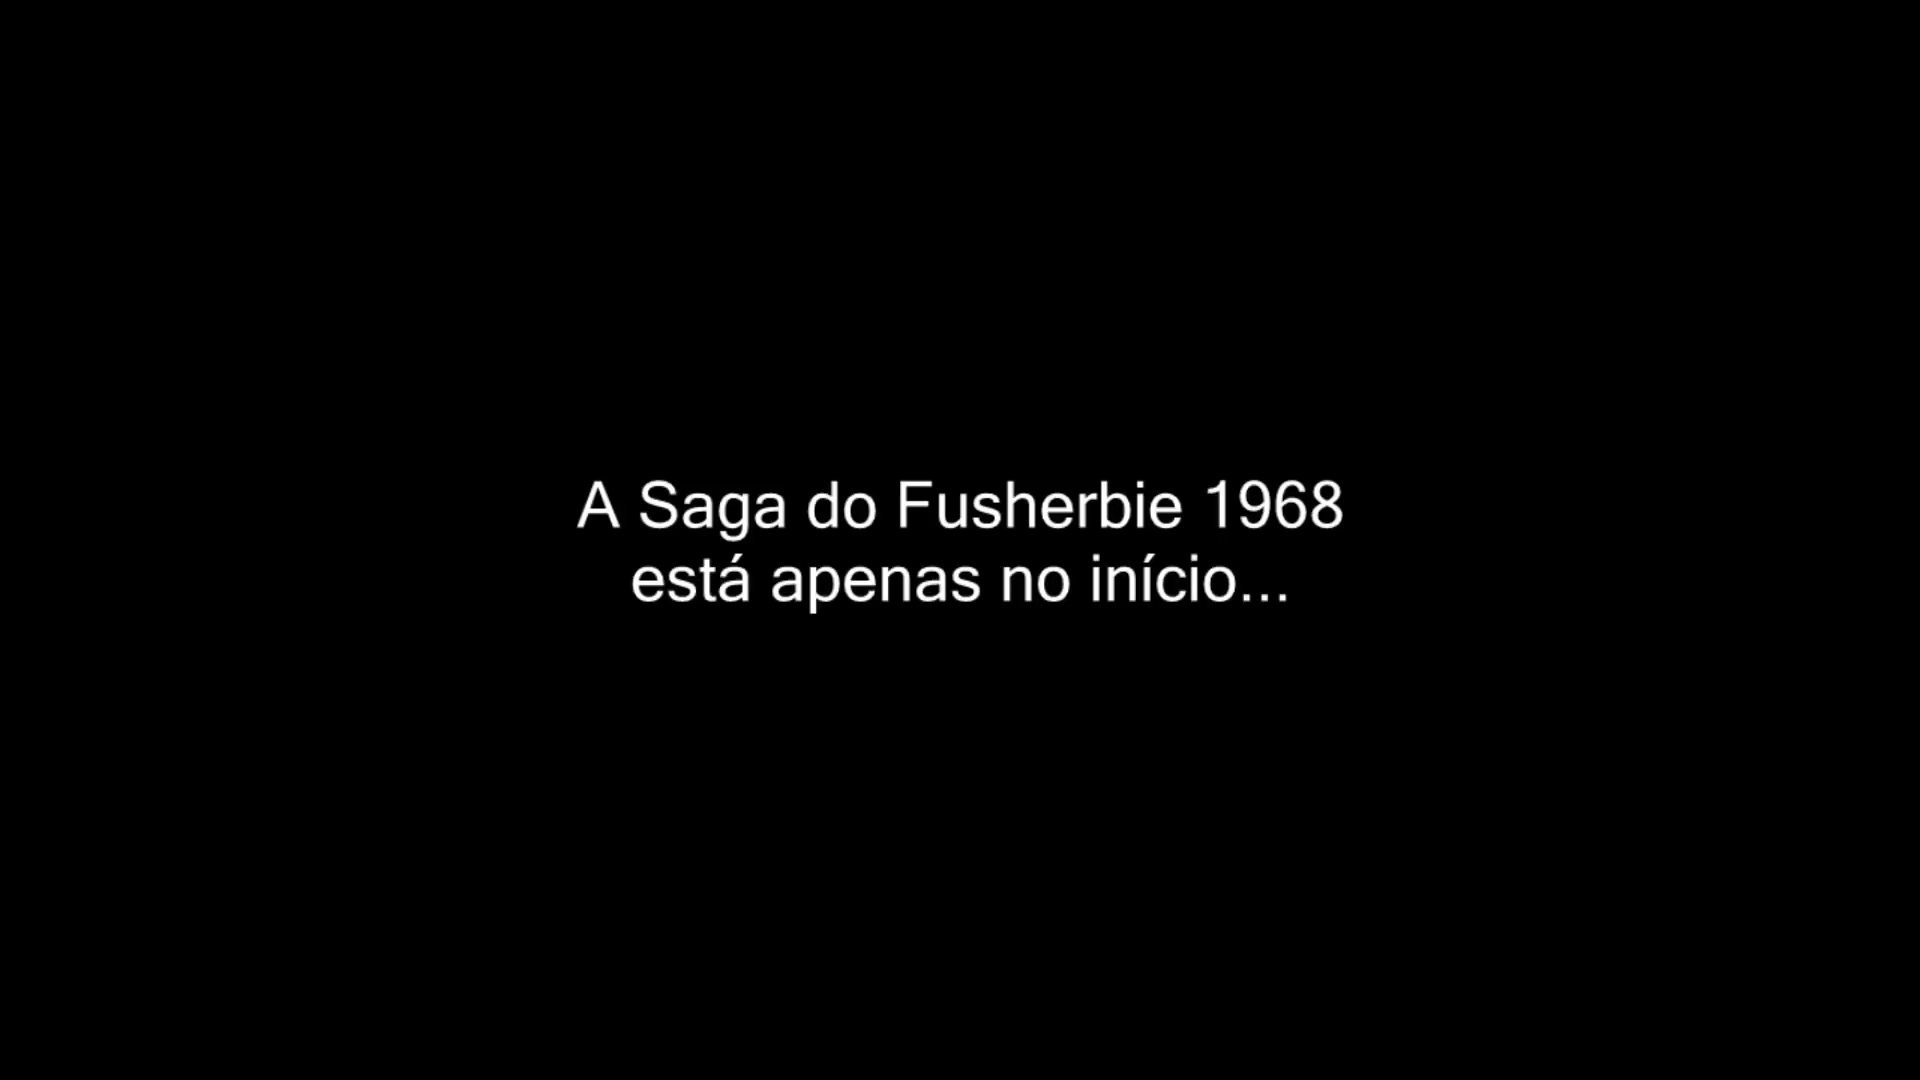 A Saga do Fusherbie 1968
está apenas no início...